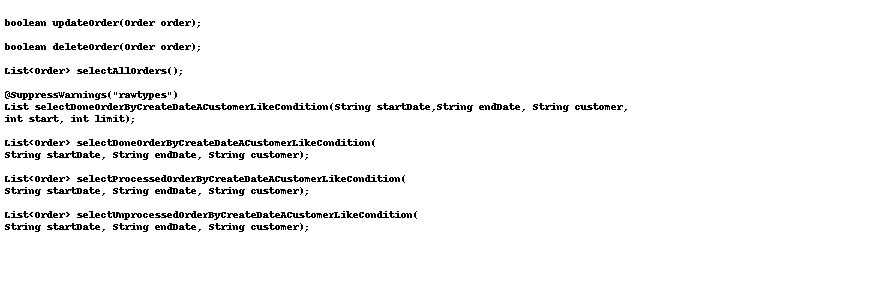 boolean updateOrder(Order order);
boolean deleteOrder(Order order);
List<Order> selectAllOrders();
@SuppressWarnings("rawtypes")
List selectDoneOrderByCreateDateACustomerLikeCondition(String startDate,String endDate, String customer,
int start, int limit);
List<Order> selectDoneOrderByCreateDateACustomerLikeCondition(
String startDate, String endDate, String customer);
List<Order> selectProcessedOrderByCreateDateACustomerLikeCondition(
String startDate, String endDate, String customer);
List<Order> selectUnprocessedOrderByCreateDateACustomerLikeCondition(
String startDate, String endDate, String customer);